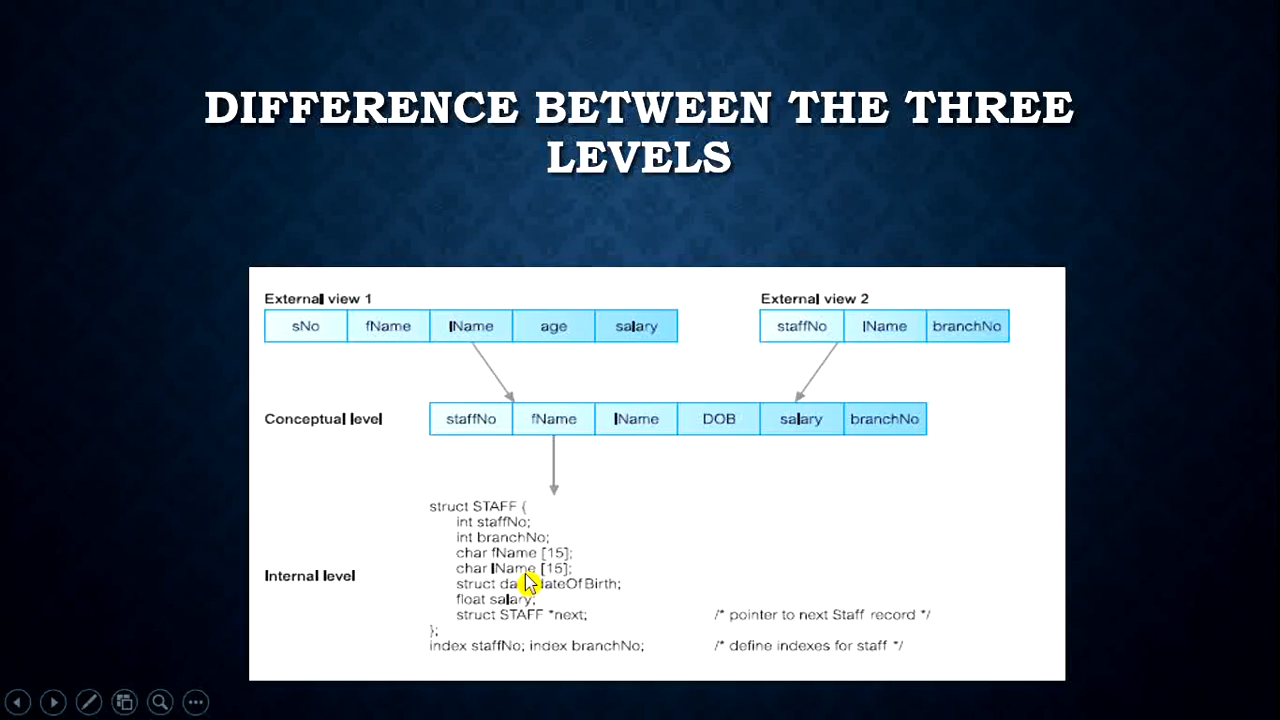 DIFFERENCE BETWEEN THE THREE
LEVELS
External view 1
External view 2
sNo fName lName age salary
staffNo lName branchNo
Conceptual level
staffNo fName lName DOB salary branchNo
Internal level
struct STAFF {
int staffNo;
int branchNo;
char fName [15];
char lName [15];
struct dateOfBirth;
float salary;
struct STAFF *next; /* pointer to next Staff record */
};
index staffNo; index branchNo; /* define indexes for staff */